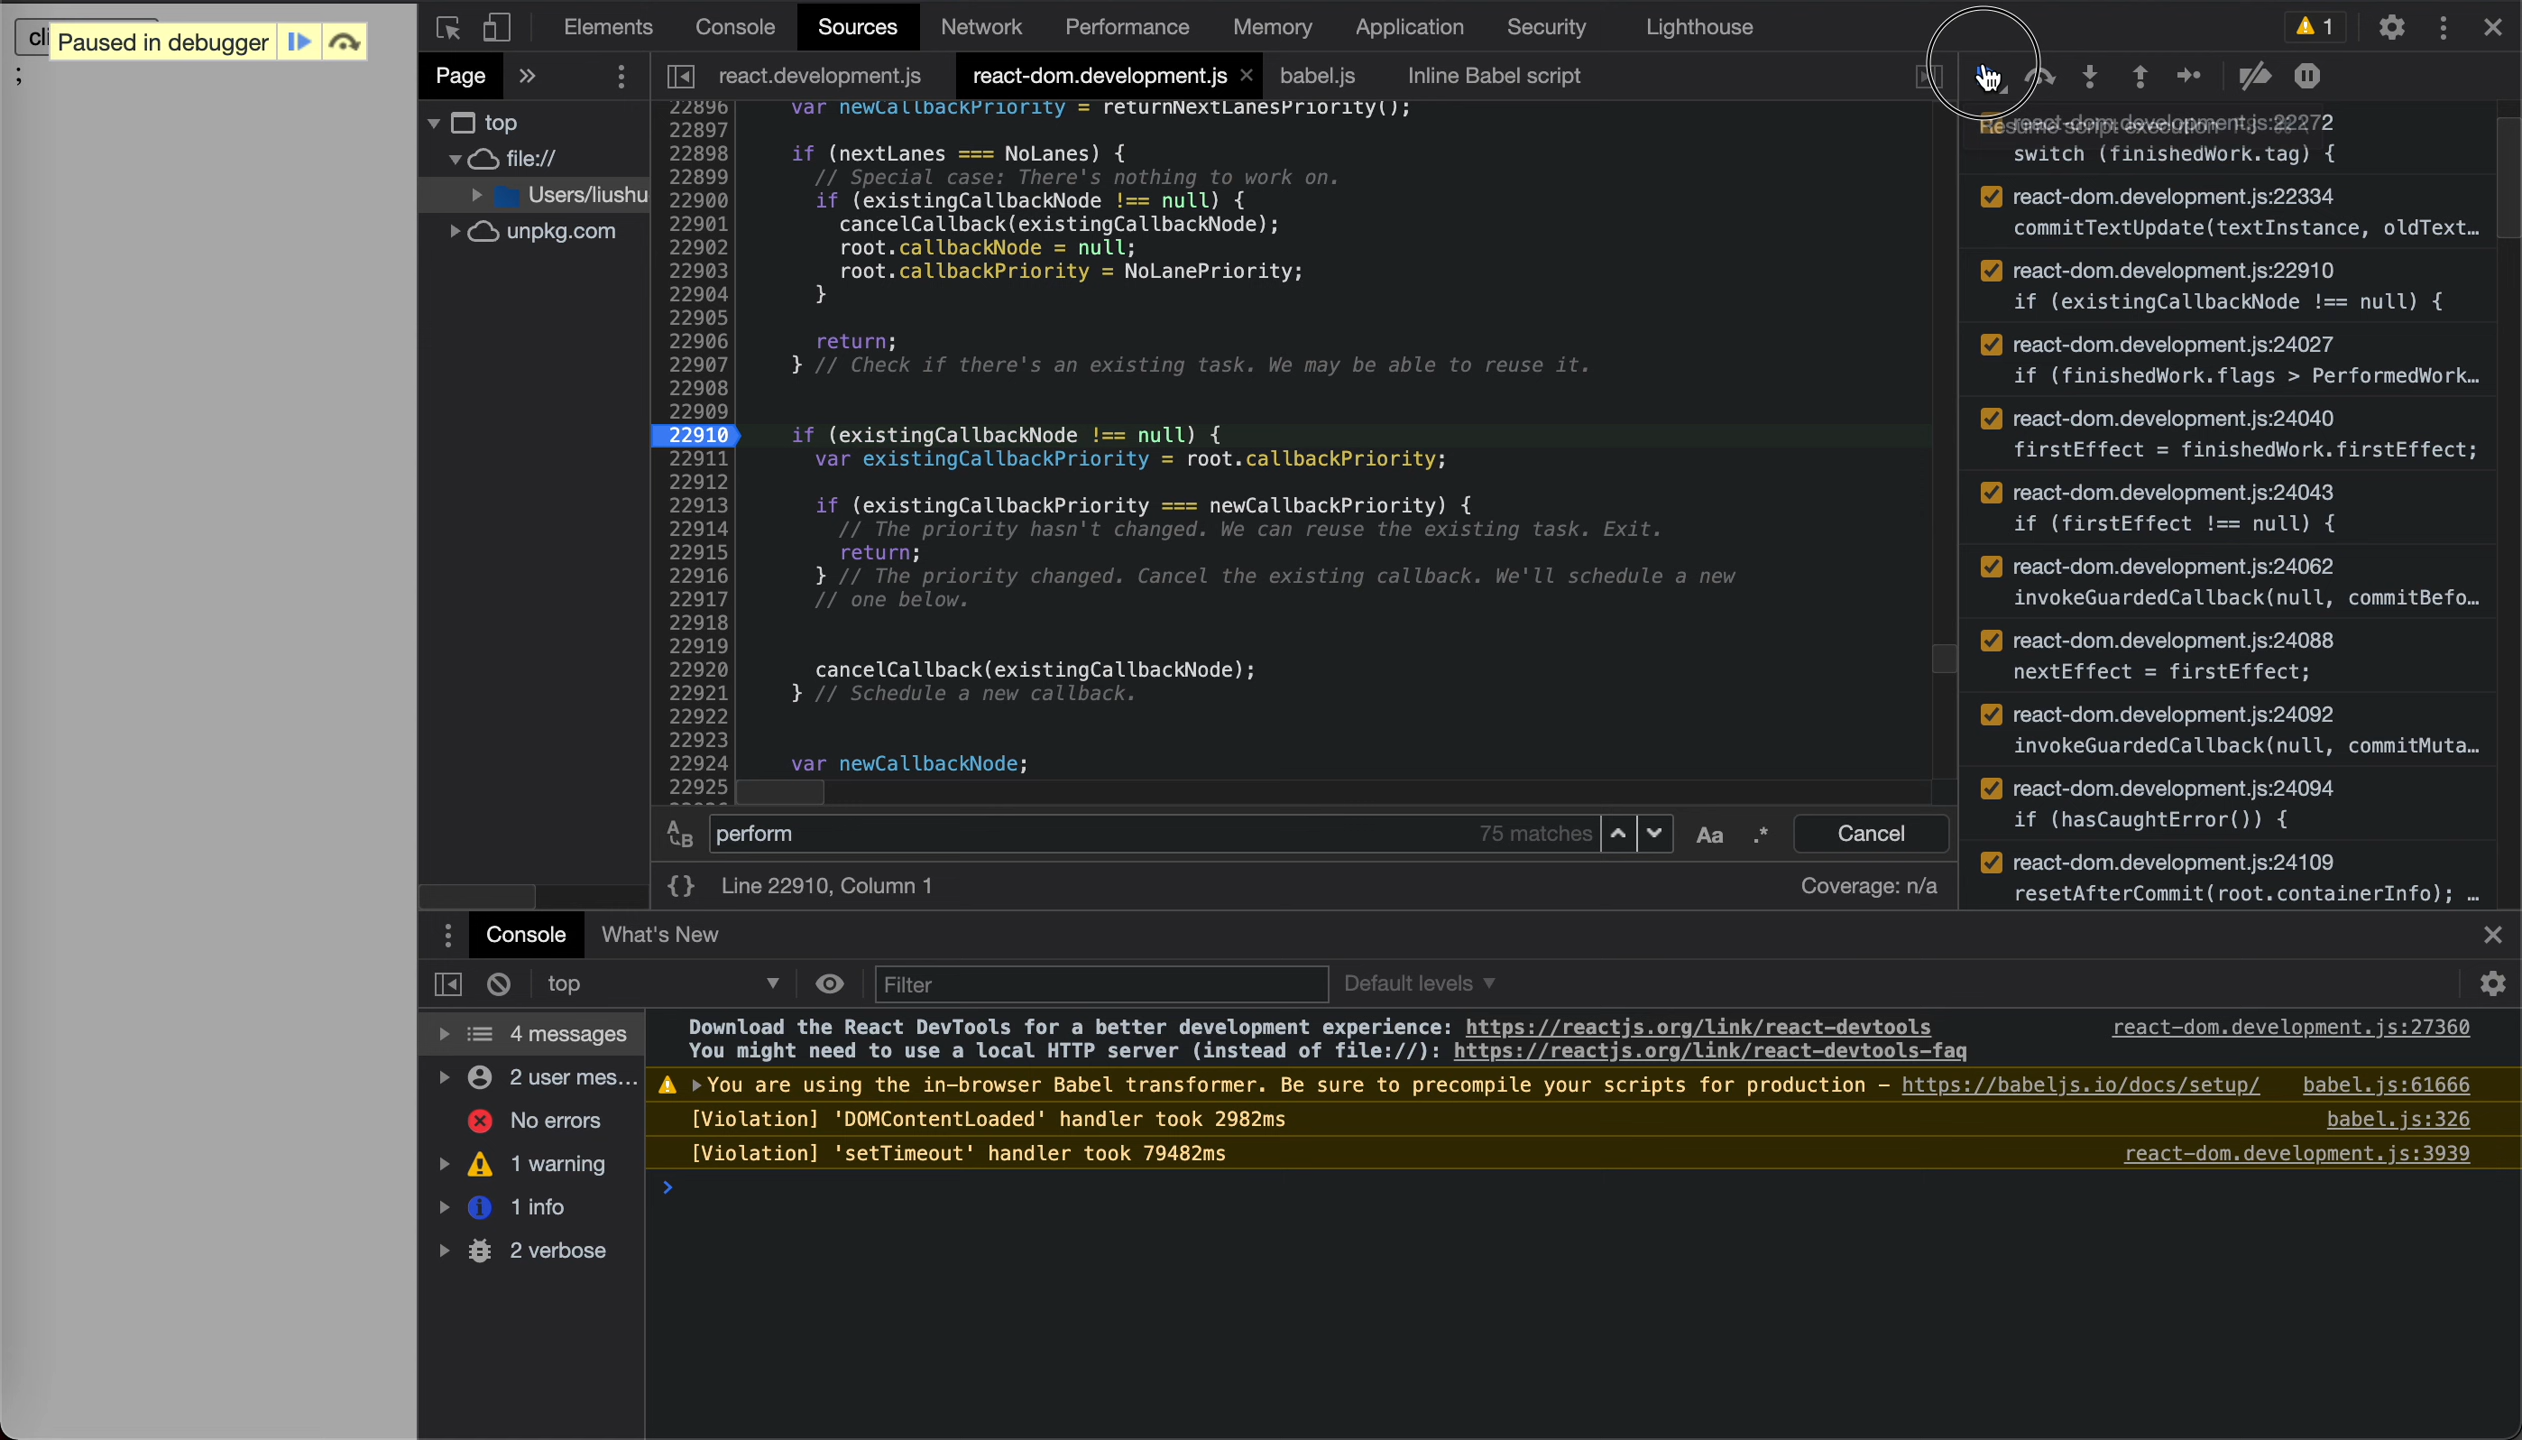 cli
Paused in debugger
;
Elements Console Sources Network Performance Memory Application Security Lighthouse 1
Page
react.development.js react-dom.development.js babel.js Inline Babel script
top
file://
Users/liushu
unpkg.com
22896 var newCallbackPriority = returnNextLanesPriority();
22897
22898 if (nextLanes === NoLanes) {
22899 // Special case: There's nothing to work on.
22900 if (existingCallbackNode !== null) {
22901 cancelCallback(existingCallbackNode);
22902 root.callbackNode = null;
22903 root.callbackPriority = NoLanePriority;
22904 }
22905
22906 return;
22907 } // Check if there's an existing task. We may be able to reuse it.
22908
22909
22910 if (existingCallbackNode !== null) {
22911 var existingCallbackPriority = root.callbackPriority;
22912
22913 if (existingCallbackPriority === newCallbackPriority) {
22914 // The priority hasn't changed. We can reuse the existing task. Exit.
22915 return;
22916 } // The priority changed. Cancel the existing callback. We'll schedule a new
22917 // one below.
22918
22919
22920 cancelCallback(existingCallbackNode);
22921 } // Schedule a new callback.
22922
22923
22924 var newCallbackNode;
22925
perform 75 matches Aa .* Cancel
{} Line 22910, Column 1 Coverage: n/a
react-dom.development.js:22272
Resume script execution
switch (finishedWork.tag) {
react-dom.development.js:22334
commitTextUpdate(textInstance, oldText…
react-dom.development.js:22910
if (existingCallbackNode !== null) {
react-dom.development.js:24027
if (finishedWork.flags > PerformedWork…
react-dom.development.js:24040
firstEffect = finishedWork.firstEffect;
react-dom.development.js:24043
if (firstEffect !== null) {
react-dom.development.js:24062
invokeGuardedCallback(null, commitBefo…
react-dom.development.js:24088
nextEffect = firstEffect;
react-dom.development.js:24092
invokeGuardedCallback(null, commitMuta…
react-dom.development.js:24094
if (hasCaughtError()) {
react-dom.development.js:24109
resetAfterCommit(root.containerInfo); …
Console What's New
top Filter Default levels
4 messages
2 user mes…
No errors
1 warning
1 info
2 verbose
Download the React DevTools for a better development experience: https://reactjs.org/link/react-devtools react-dom.development.js:27360
You might need to use a local HTTP server (instead of file://): https://reactjs.org/link/react-devtools-faq
You are using the in-browser Babel transformer. Be sure to precompile your scripts for production – https://babeljs.io/docs/setup/ babel.js:61666
[Violation] 'DOMContentLoaded' handler took 2982ms babel.js:326
[Violation] 'setTimeout' handler took 79482ms react-dom.development.js:3939